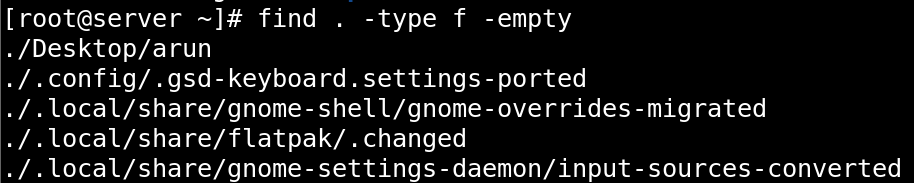 [root@server ~]# find . -type f -empty
./Desktop/arun
./.config/.gsd-keyboard.settings-ported
./.local/share/gnome-shell/gnome-overrides-migrated
./.local/share/flatpak/.changed
./.local/share/gnome-settings-daemon/input-sources-converted